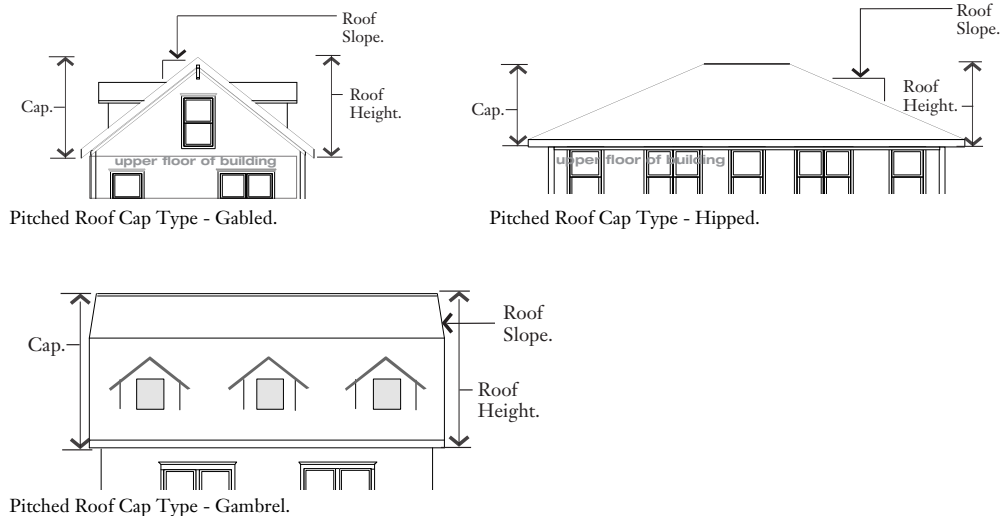 Roof
Slope.
Cap.
Roof
Height.
upper floor of building
Pitched Roof Cap Type - Gabled.
Roof
Slope.
Cap.
Roof
Height.
upper floor of building
Pitched Roof Cap Type - Hipped.
Cap.
Roof
Slope.
Roof
Height.
Pitched Roof Cap Type - Gambrel.